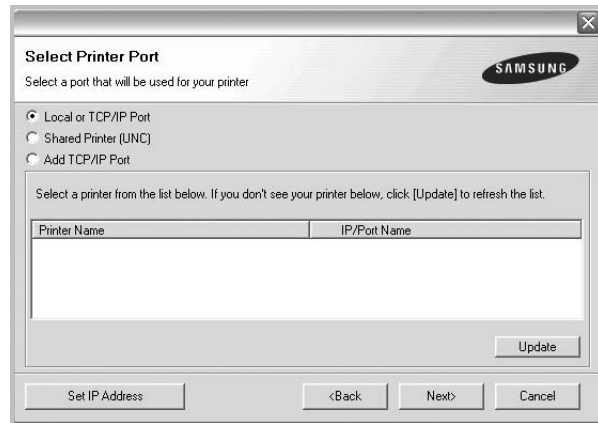 Select Printer Port
Select a port that will be used for your printer
SAMSUNG
Local or TCP/IP Port
Shared Printer (UNC)
Add TCP/IP Port
Select a printer from the list below. If you don't see your printer below, click [Update] to refresh the list.
Printer Name IP/Port Name
Update
Set IP Address <Back Next> Cancel